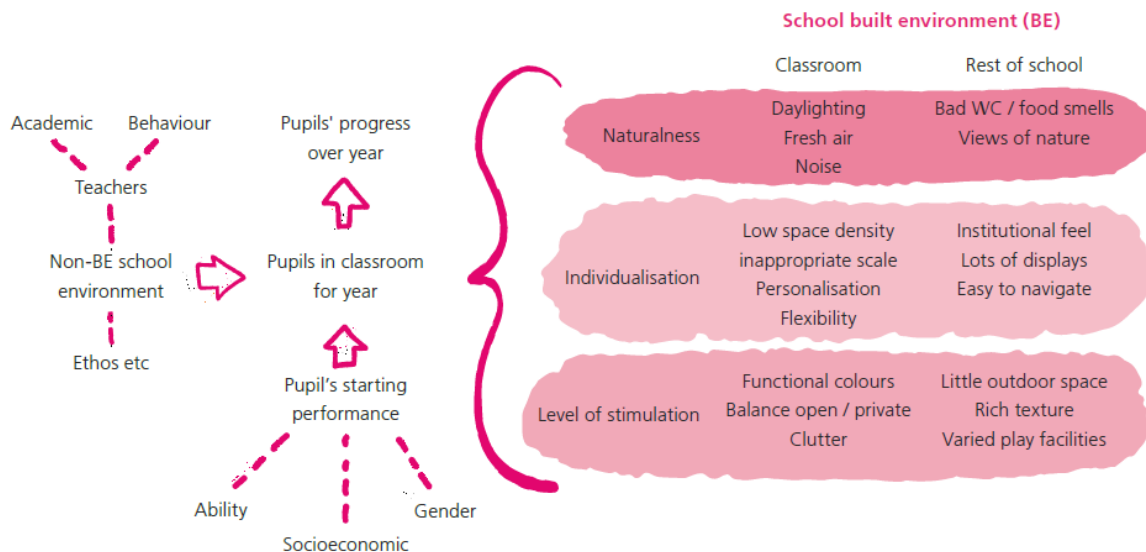 School built environment (BE)
Classroom
Rest of school
Academic
Behaviour
Teachers
Non-BE school
environment
Ethos etc
Pupils' progress
over year
Pupils in classroom
for year
Pupil's starting
performance
Ability
Socioeconomic
Gender
Naturalness
Daylighting
Fresh air
Noise
Bad WC / food smells
Views of nature
Individualisation
Low space density
inappropriate scale
Personalisation
Flexibility
Institutional feel
Lots of displays
Easy to navigate
Level of stimulation
Functional colours
Balance open / private
Clutter
Little outdoor space
Rich texture
Varied play facilities